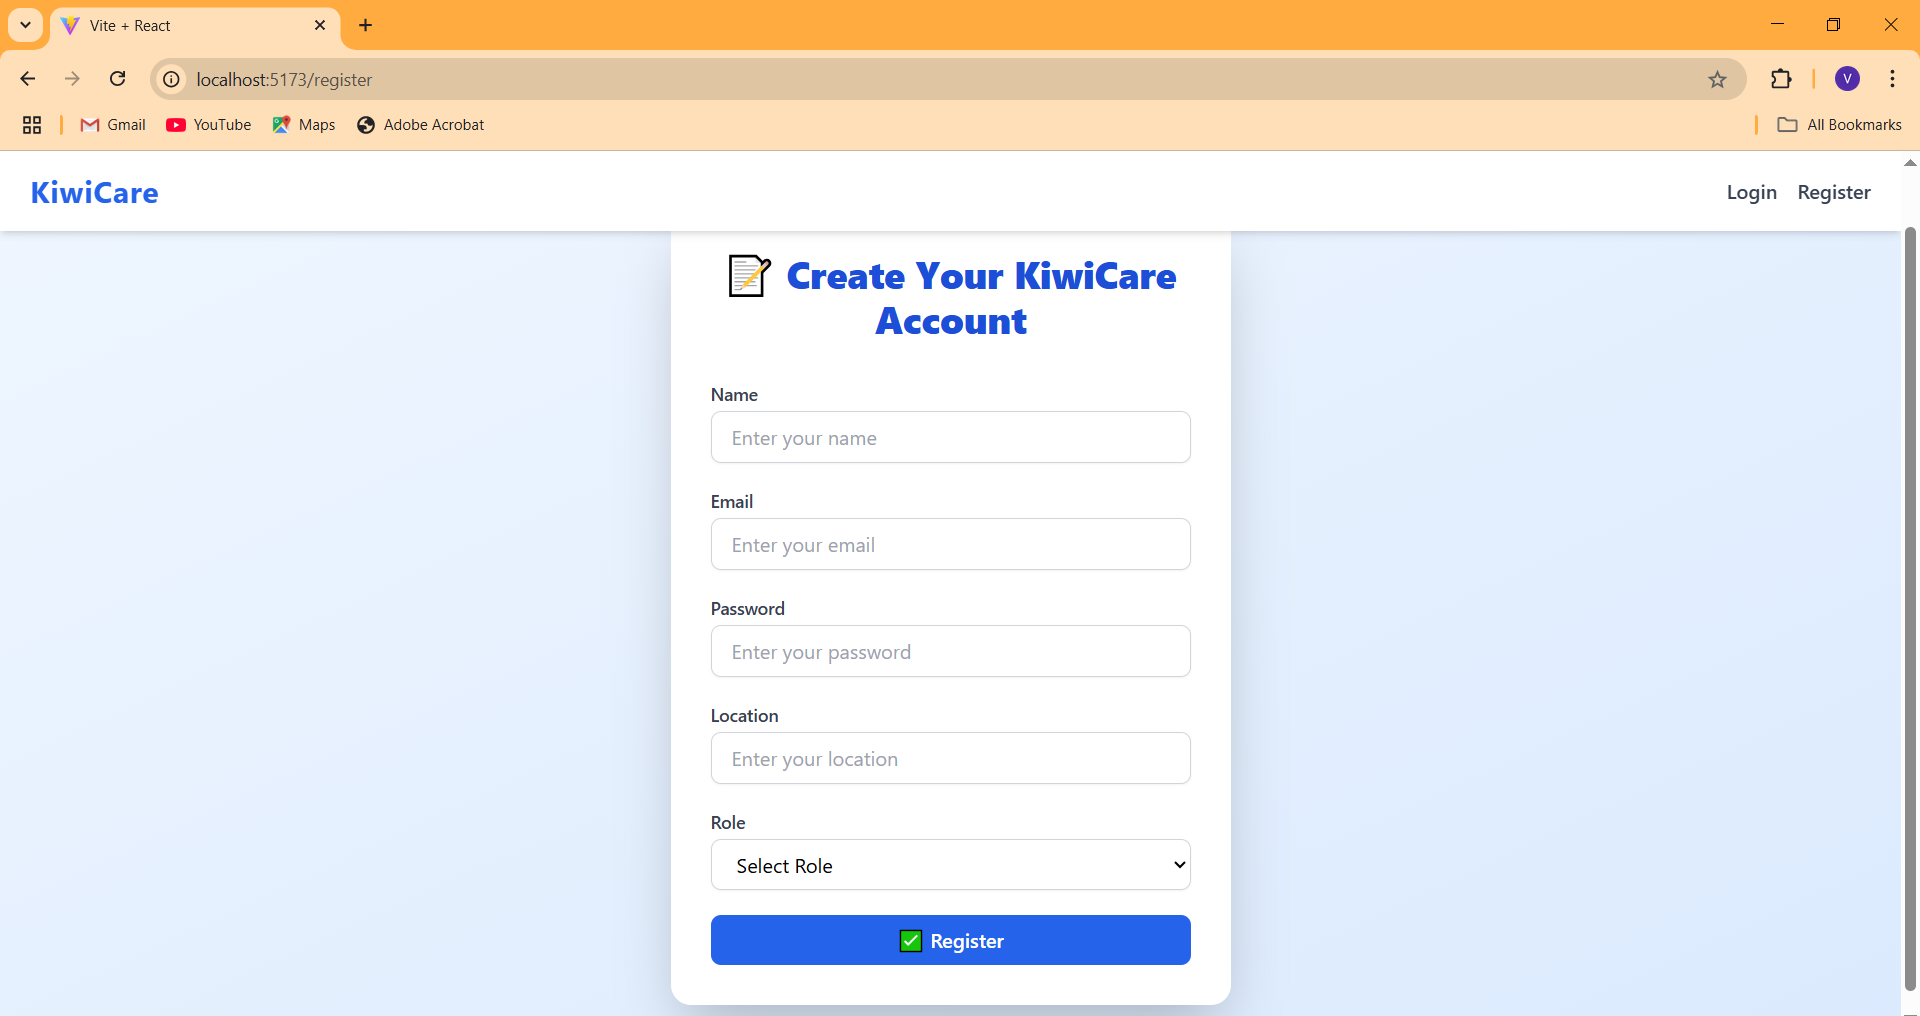 Vite + React
localhost:5173/register
V
Gmail
YouTube
Maps
Adobe Acrobat
All Bookmarks
KiwiCare
Login
Register
Create Your KiwiCare
Account
Name
Enter your name
Email
Enter your email
Password
Enter your password
Location
Enter your location
Role
Select Role
Register